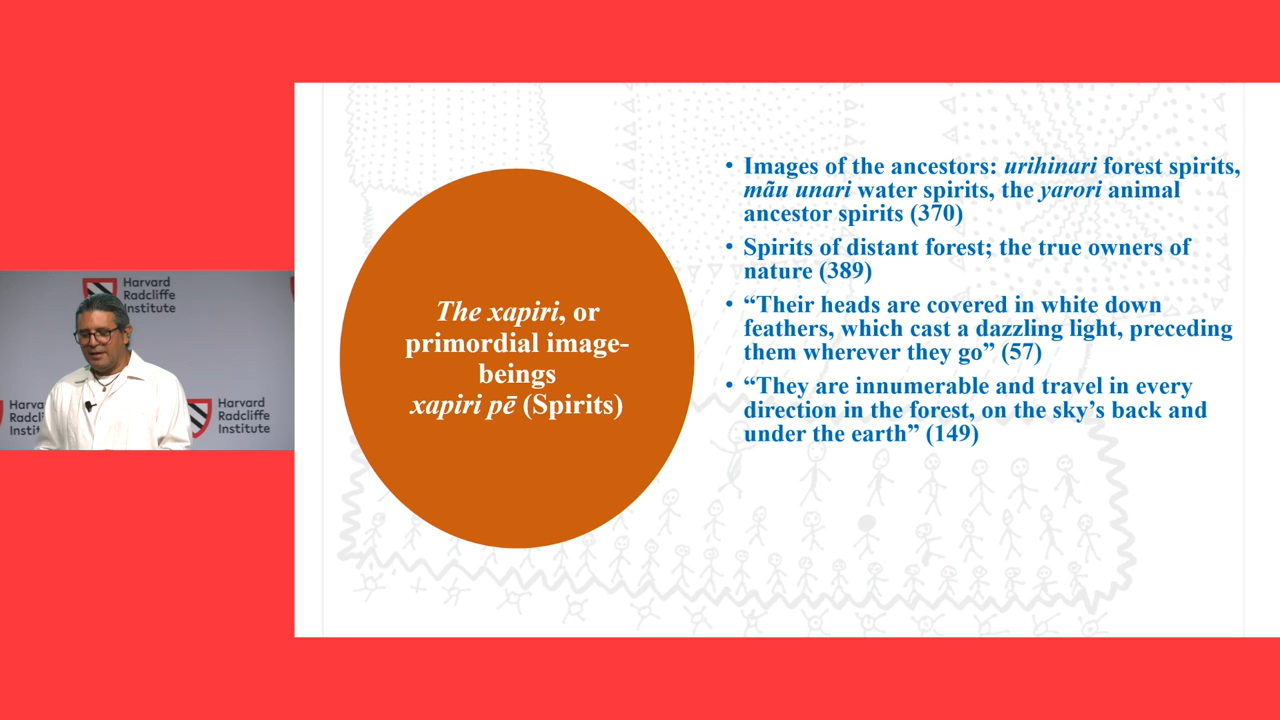 Harvard
Radcliffe
Institute
Harvard
Radcliffe
Institute
The xapiri, or
primordial image-
beings
xapiri pē (Spirits)
• Images of the ancestors: urihinari forest spirits,
mãu unari water spirits, the yarori animal
ancestor spirits (370)
• Spirits of distant forest; the true owners of
nature (389)
• “Their heads are covered in white down
feathers, which cast a dazzling light, preceding
them wherever they go” (57)
• “They are innumerable and travel in every
direction in the forest, on the sky’s back and
under the earth” (149)